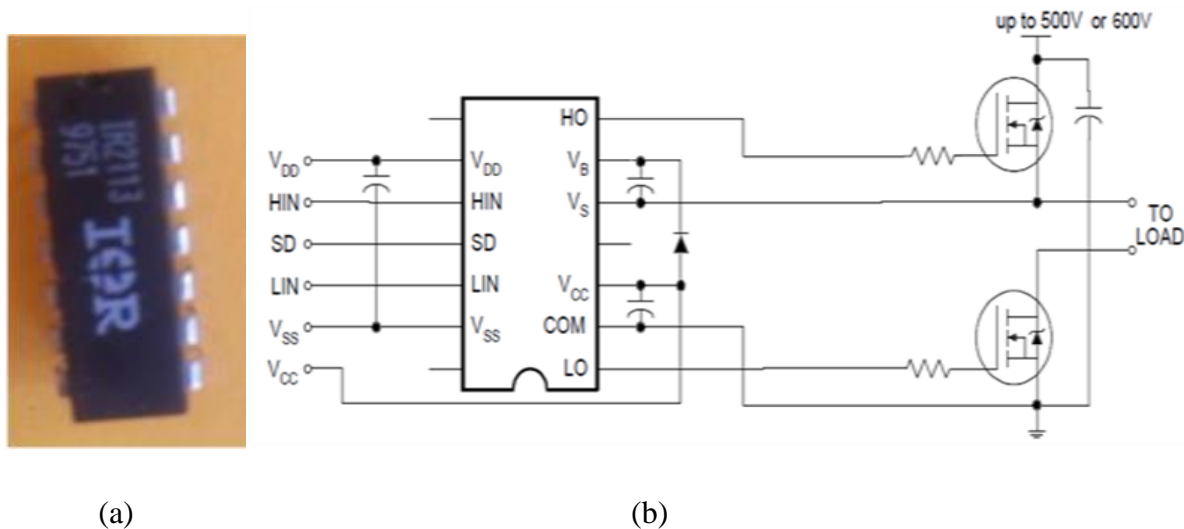 IR2113
9751
IOR
up to 500V or 600V
HO
V_DD V_DD V_B
HIN HIN V_S
SD SD
LIN LIN V_CC
V_SS V_SS COM
V_CC LO
TO
LOAD
(a) (b)